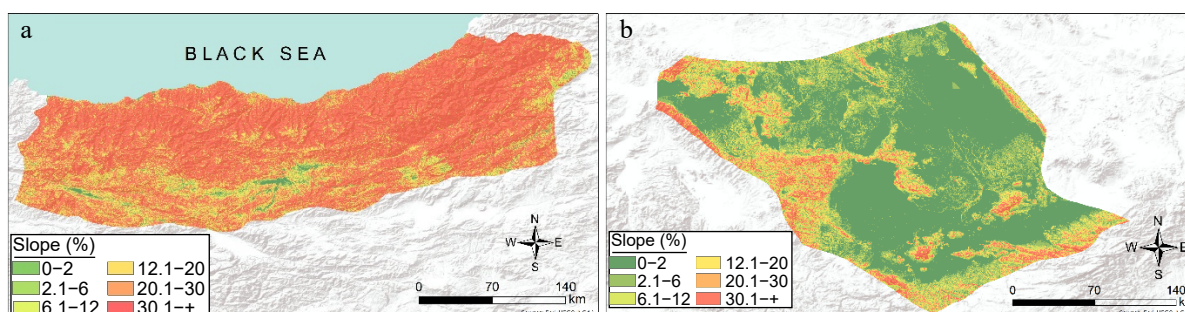 a
BLACK SEA
N
W E
S
Slope (%)
0–2
2.1–6
6.1–12
12.1–20
20.1–30
30.1–+
0 70 140
km
b
N
W E
S
Slope (%)
0–2
2.1–6
6.1–12
12.1–20
20.1–30
30.1–+
0 70 140
km